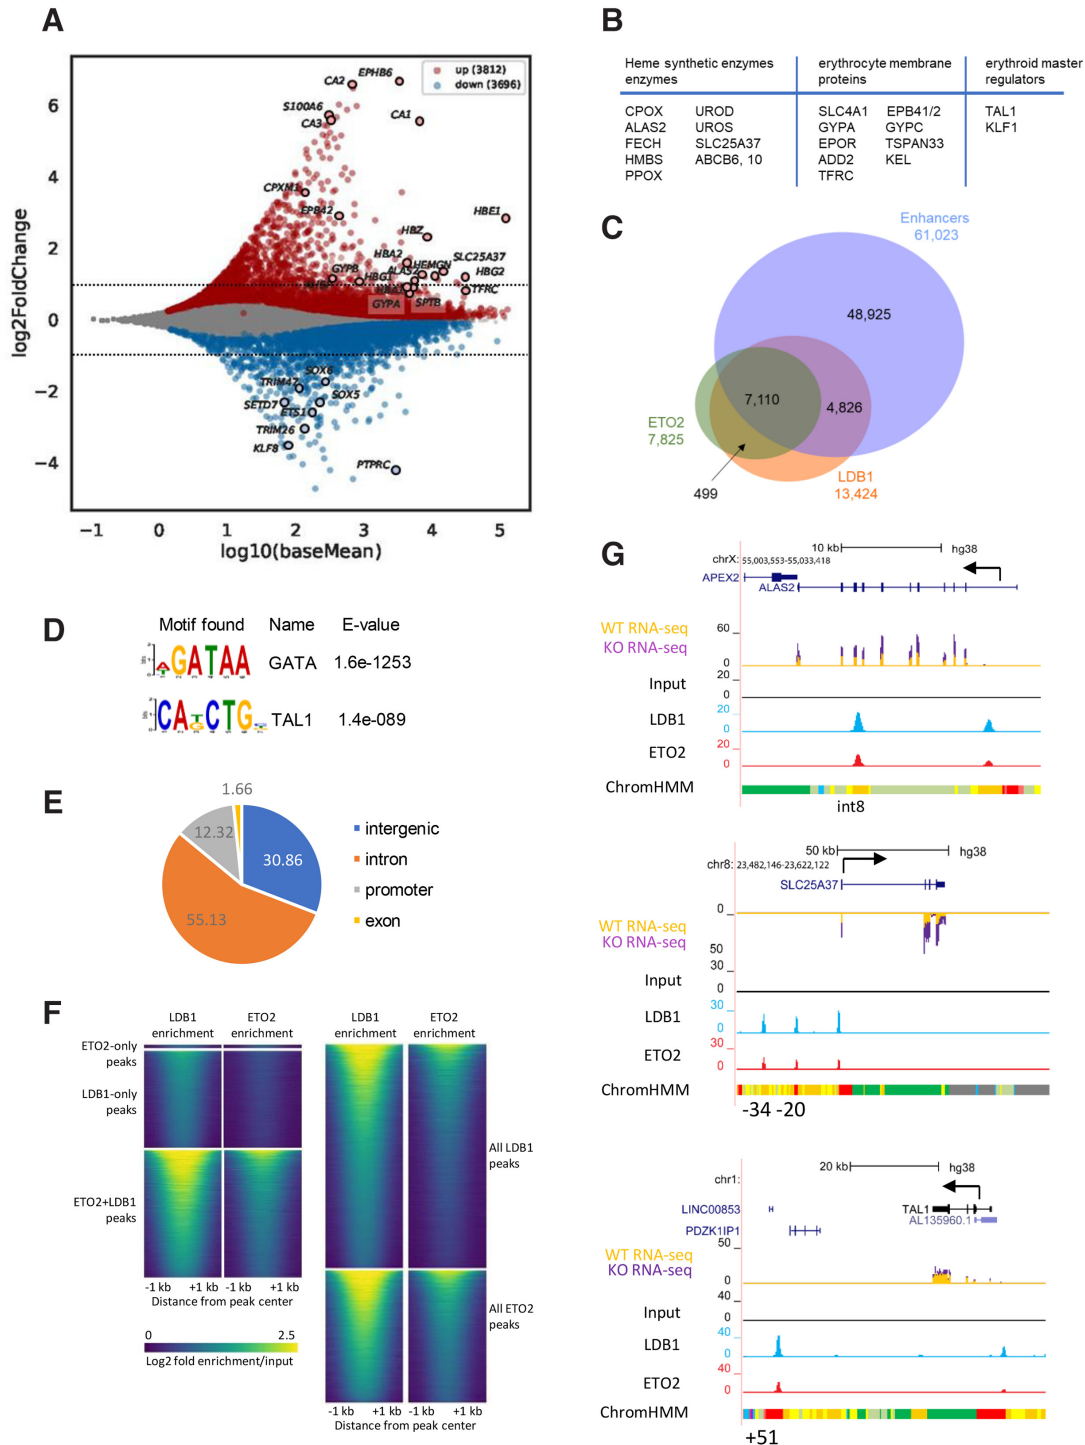 A
log2FoldChange
6
4
2
0
−2
−4
−1
0
1
2
3
4
5
log10(baseMean)
up (3812)
down (3696)
CA2
EPHB6
S100A6
CA3
CA1
CPXM1
EPB42
HBE1
HBZ
HBA2
SLC25A37
ALAS2
HEMGN
GYPB
HBG1
HBG2
TFRC
GYPA
SPTB
SOX6
TRIM47
SETD7
SOX5
ETS1
TRIM26
KLF8
PTPRC
B
Heme synthetic enzymes
enzymes
erythrocyte membrane
proteins
erythroid master
regulators
CPOX UROD SLC4A1 EPB41/2 TAL1
ALAS2 UROS GYPA GYPC KLF1
FECH SLC25A37 EPOR TSPAN33
HMBS ABCB6, 10 ADD2 KEL
PPOX TFRC
C
Enhancers
61,023
48,925
7,110
4,826
ETO2
7,825
499
LDB1
13,424
D
Motif found Name E-value
GATAA GATA 1.6e-1253
TAL1 1.4e-089
E
1.66
12.32
30.86
55.13
intergenic
intron
promoter
exon
F
LDB1
enrichment
ETO2
enrichment
LDB1
enrichment
ETO2
enrichment
ETO2-only
peaks
LDB1-only
peaks
ETO2+LDB1
peaks
All LDB1
peaks
All ETO2
peaks
-1 kb +1 kb -1 kb +1 kb
Distance from peak center
0 2.5
Log2 fold enrichment/input
-1 kb +1 kb -1 kb +1 kb
Distance from peak center
G
10 kb hg38
chrX: 55,003,553-55,033,418
APEX2
ALAS2
WT RNA-seq
KO RNA-seq
60
0
Input
20
0
LDB1
20
0
ETO2
20
0
ChromHMM
int8
50 kb hg38
chr8: 23,482,146-23,622,122
SLC25A37
WT RNA-seq
KO RNA-seq
0
50
Input
30
0
LDB1
30
0
ETO2
30
0
ChromHMM
-34 -20
20 kb hg38
chr1:
LINC00853
TAL1
AL135960.1
PDZK1IP1
WT RNA-seq
KO RNA-seq
50
0
Input
40
0
LDB1
40
0
ETO2
40
0
ChromHMM
+51